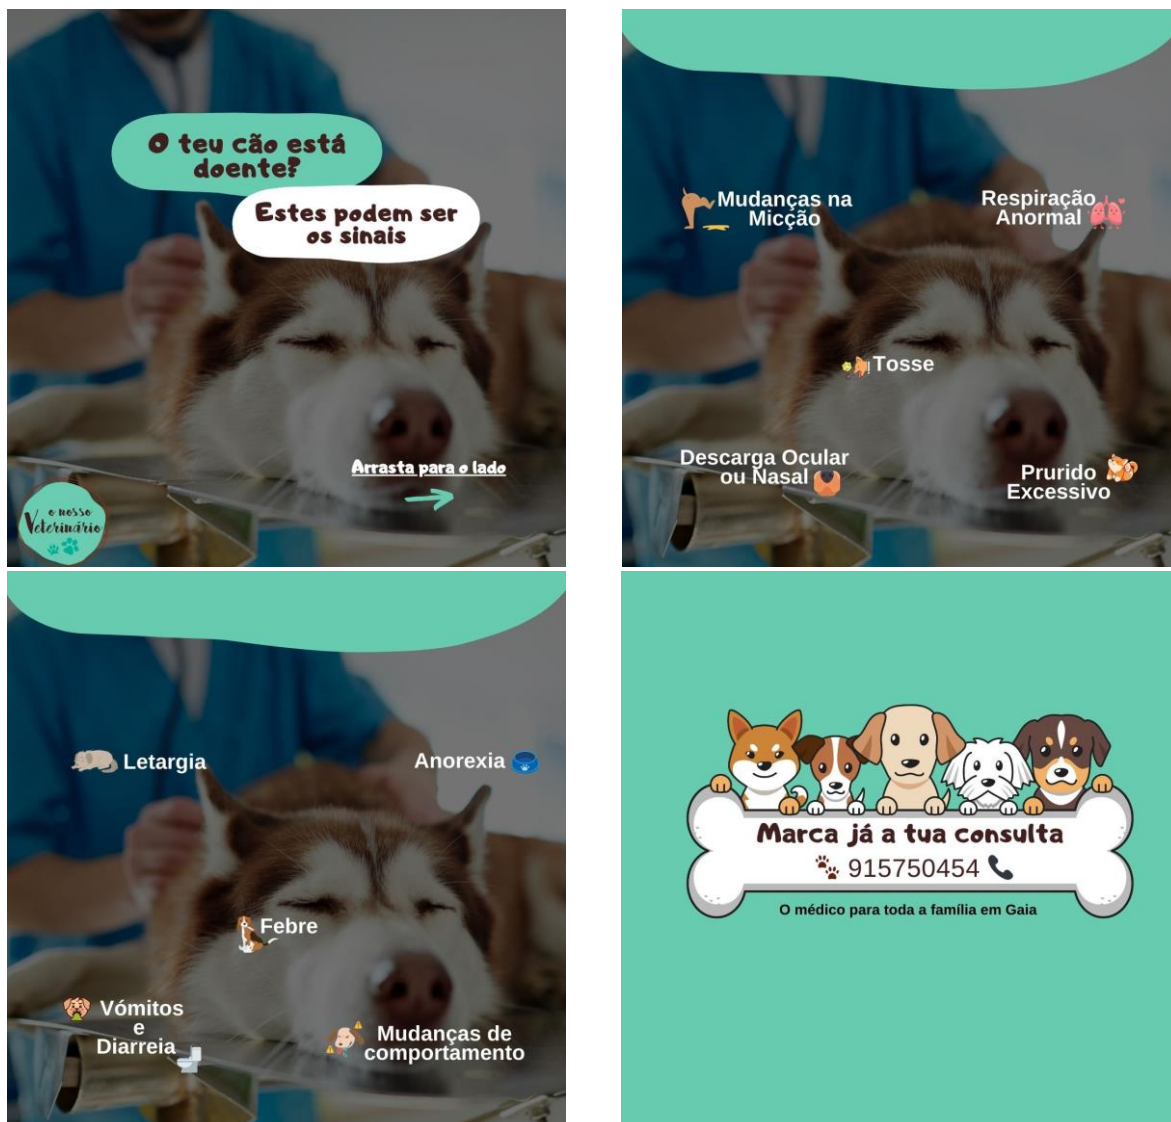 O teu cão está
doente?
Estes podem ser
os sinais
Arrasta para o lado
o nosso
Veterinário
Mudanças na
Micção
Respiração
Anormal
Tosse
Descarga Ocular
ou Nasal
Prurido
Excessivo
Letargia
Anorexia
Febre
Vómitos
e
Diarreia
Mudanças de
comportamento
Marca já a tua consulta
915750454
O médico para toda a família em Gaia